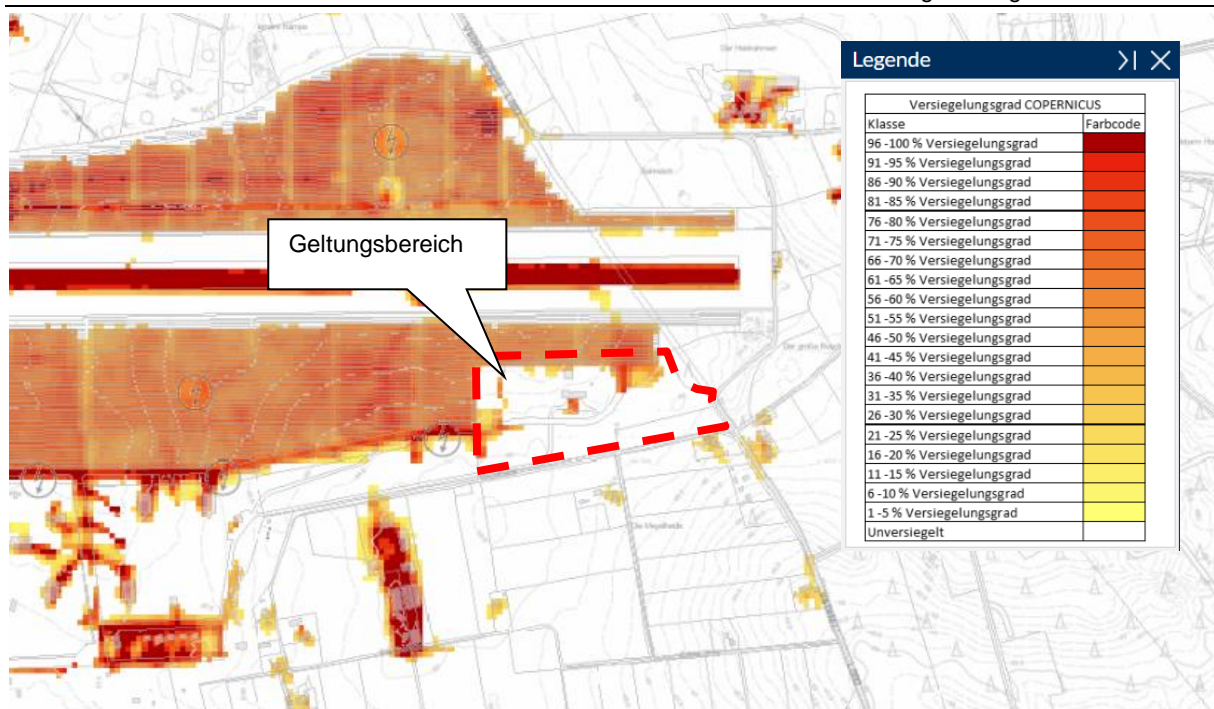 Legende
Versiegelungsgrad COPERNICUS
Klasse Farbcode
96 -100 % Versiegelungsgrad
91 -95 % Versiegelungsgrad
86 -90 % Versiegelungsgrad
81 -85 % Versiegelungsgrad
76 -80 % Versiegelungsgrad
71 -75 % Versiegelungsgrad
66 -70 % Versiegelungsgrad
61 -65 % Versiegelungsgrad
56 -60 % Versiegelungsgrad
51 -55 % Versiegelungsgrad
46 -50 % Versiegelungsgrad
41 -45 % Versiegelungsgrad
36 -40 % Versiegelungsgrad
31 -35 % Versiegelungsgrad
26 -30 % Versiegelungsgrad
21 -25 % Versiegelungsgrad
16 -20 % Versiegelungsgrad
11 -15 % Versiegelungsgrad
6 -10 % Versiegelungsgrad
1 -5 % Versiegelungsgrad
Unversiegelt
Geltungsbereich